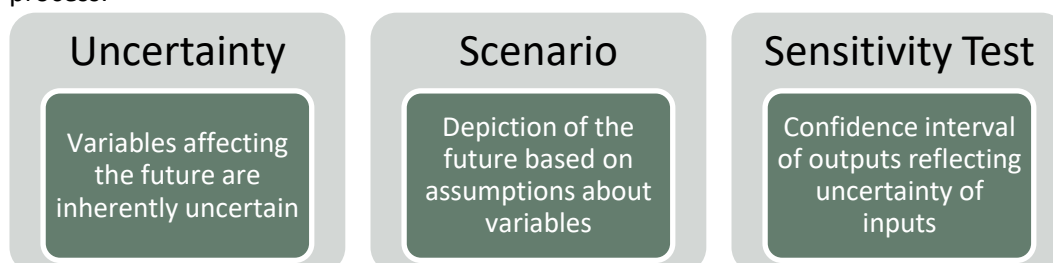 process.
Uncertainty
Variables affecting
the future are
inherently uncertain
Scenario
Depiction of the
future based on
assumptions about
variables
Sensitivity Test
Confidence interval
of outputs reflecting
uncertainty of
inputs